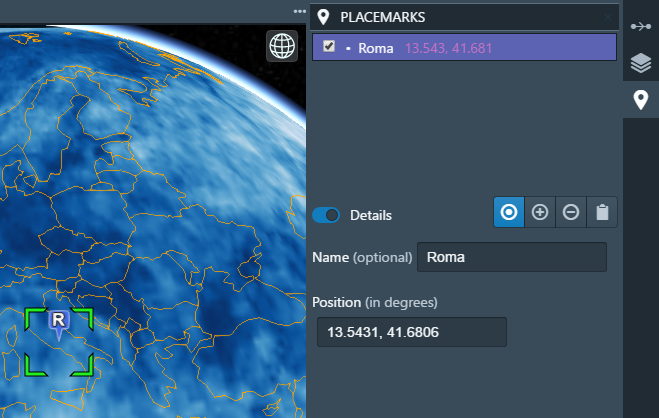 PLACEMARKS
• Roma 13.543, 41.681
Details
Name (optional) Roma
Position (in degrees)
13.5431, 41.6806
R